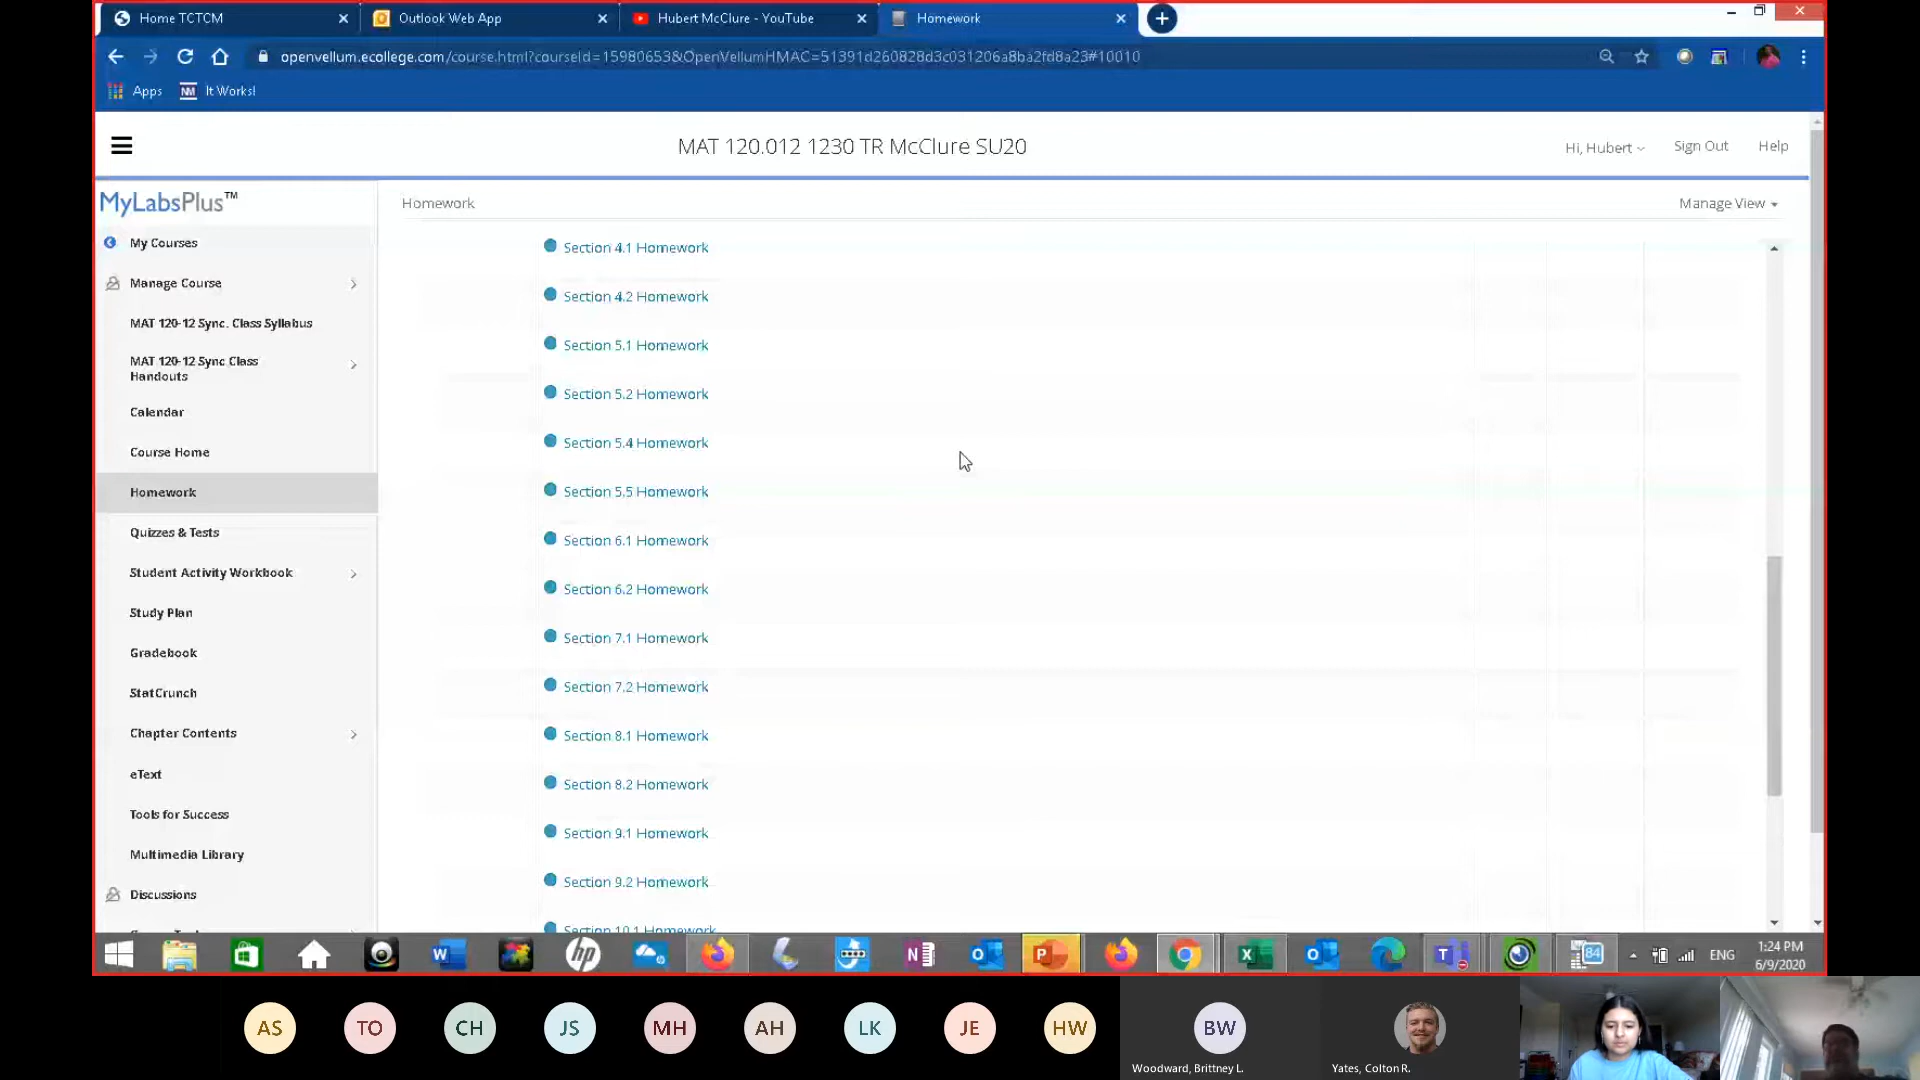 Home TCTCM
Outlook Web App
Hubert McClure - YouTube
Homework
openvellum.ecollege.com/course.html?courseId=15980653&OpenVellumHMAC=51391d260828d3c031206a8ba2fd8a23#10010
Apps
NM
It Works!
MAT 120.012 1230 TR McClure SU20
Hi, Hubert
Sign Out
Help
MyLabsPlus™
Homework
Manage View
My Courses
Manage Course
MAT 120-12 Sync. Class Syllabus
MAT 120-12 Sync Class
Handouts
Calendar
Course Home
Homework
Quizzes & Tests
Student Activity Workbook
Study Plan
Gradebook
StatCrunch
Chapter Contents
eText
Tools for Success
Multimedia Library
Discussions
Section 4.1 Homework
Section 4.2 Homework
Section 5.1 Homework
Section 5.2 Homework
Section 5.4 Homework
Section 5.5 Homework
Section 6.1 Homework
Section 6.2 Homework
Section 7.1 Homework
Section 7.2 Homework
Section 8.1 Homework
Section 8.2 Homework
Section 9.1 Homework
Section 9.2 Homework
Section 10.1 Homework
84
ENG
1:24 PM
6/9/2020
AS
TO
CH
JS
MH
AH
LK
JE
HW
BW
Woodward, Brittney L.
Yates, Colton R.